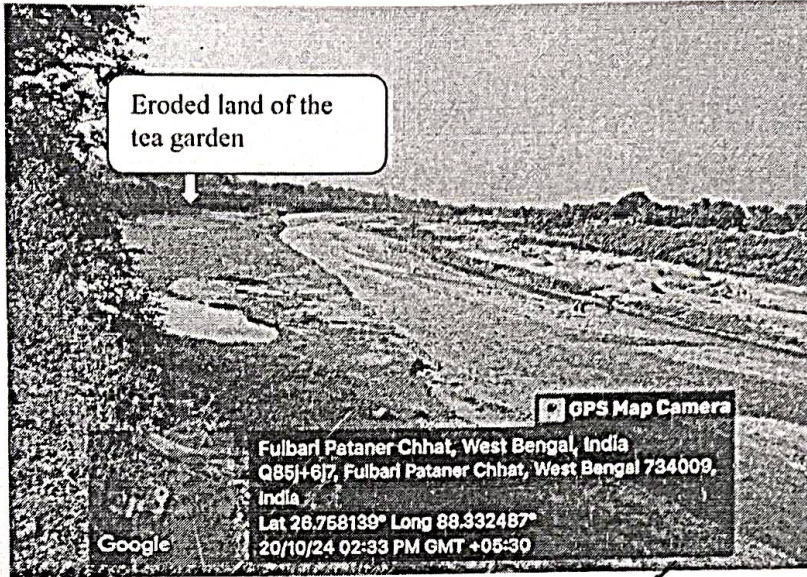 Eroded land of the
tea garden
GPS Map Camera
Fulbari Pataner Chhat, West Bengal, India
Q85j+6j7, Fulbari Pataner Chhat, West Bengal 734009,
India
Lat 26.758139° Long 88.332487°
20/10/24 02:33 PM GMT +05:30
Google